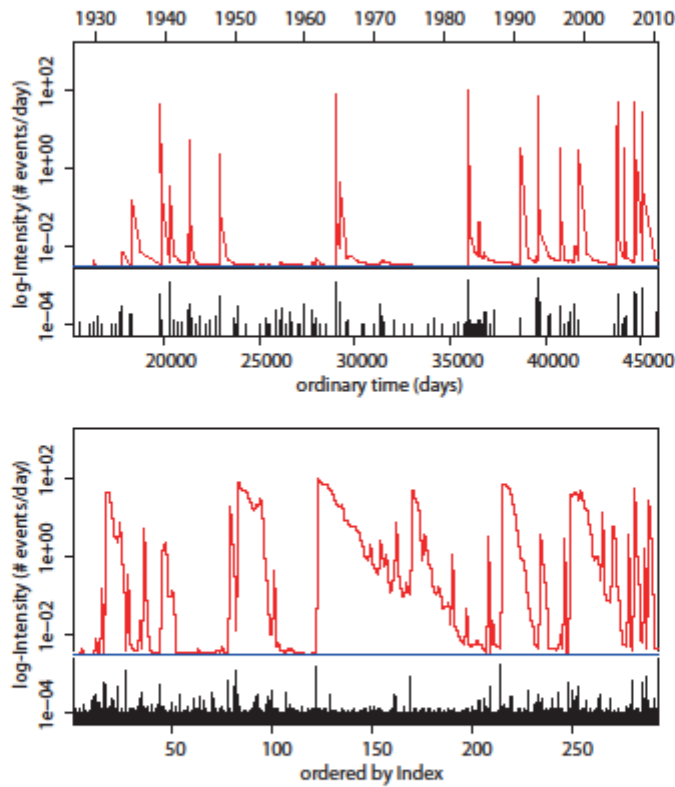 1930 1940 1950 1960 1970 1980 1990 2000 2010
log-Intensity (# events/day)
1e+02
1e+00
1e-02
1e-04
20000 25000 30000 35000 40000 45000
ordinary time (days)
log-Intensity (# events/day)
1e+02
1e+00
1e-02
1e-04
50 100 150 200 250
ordered by Index